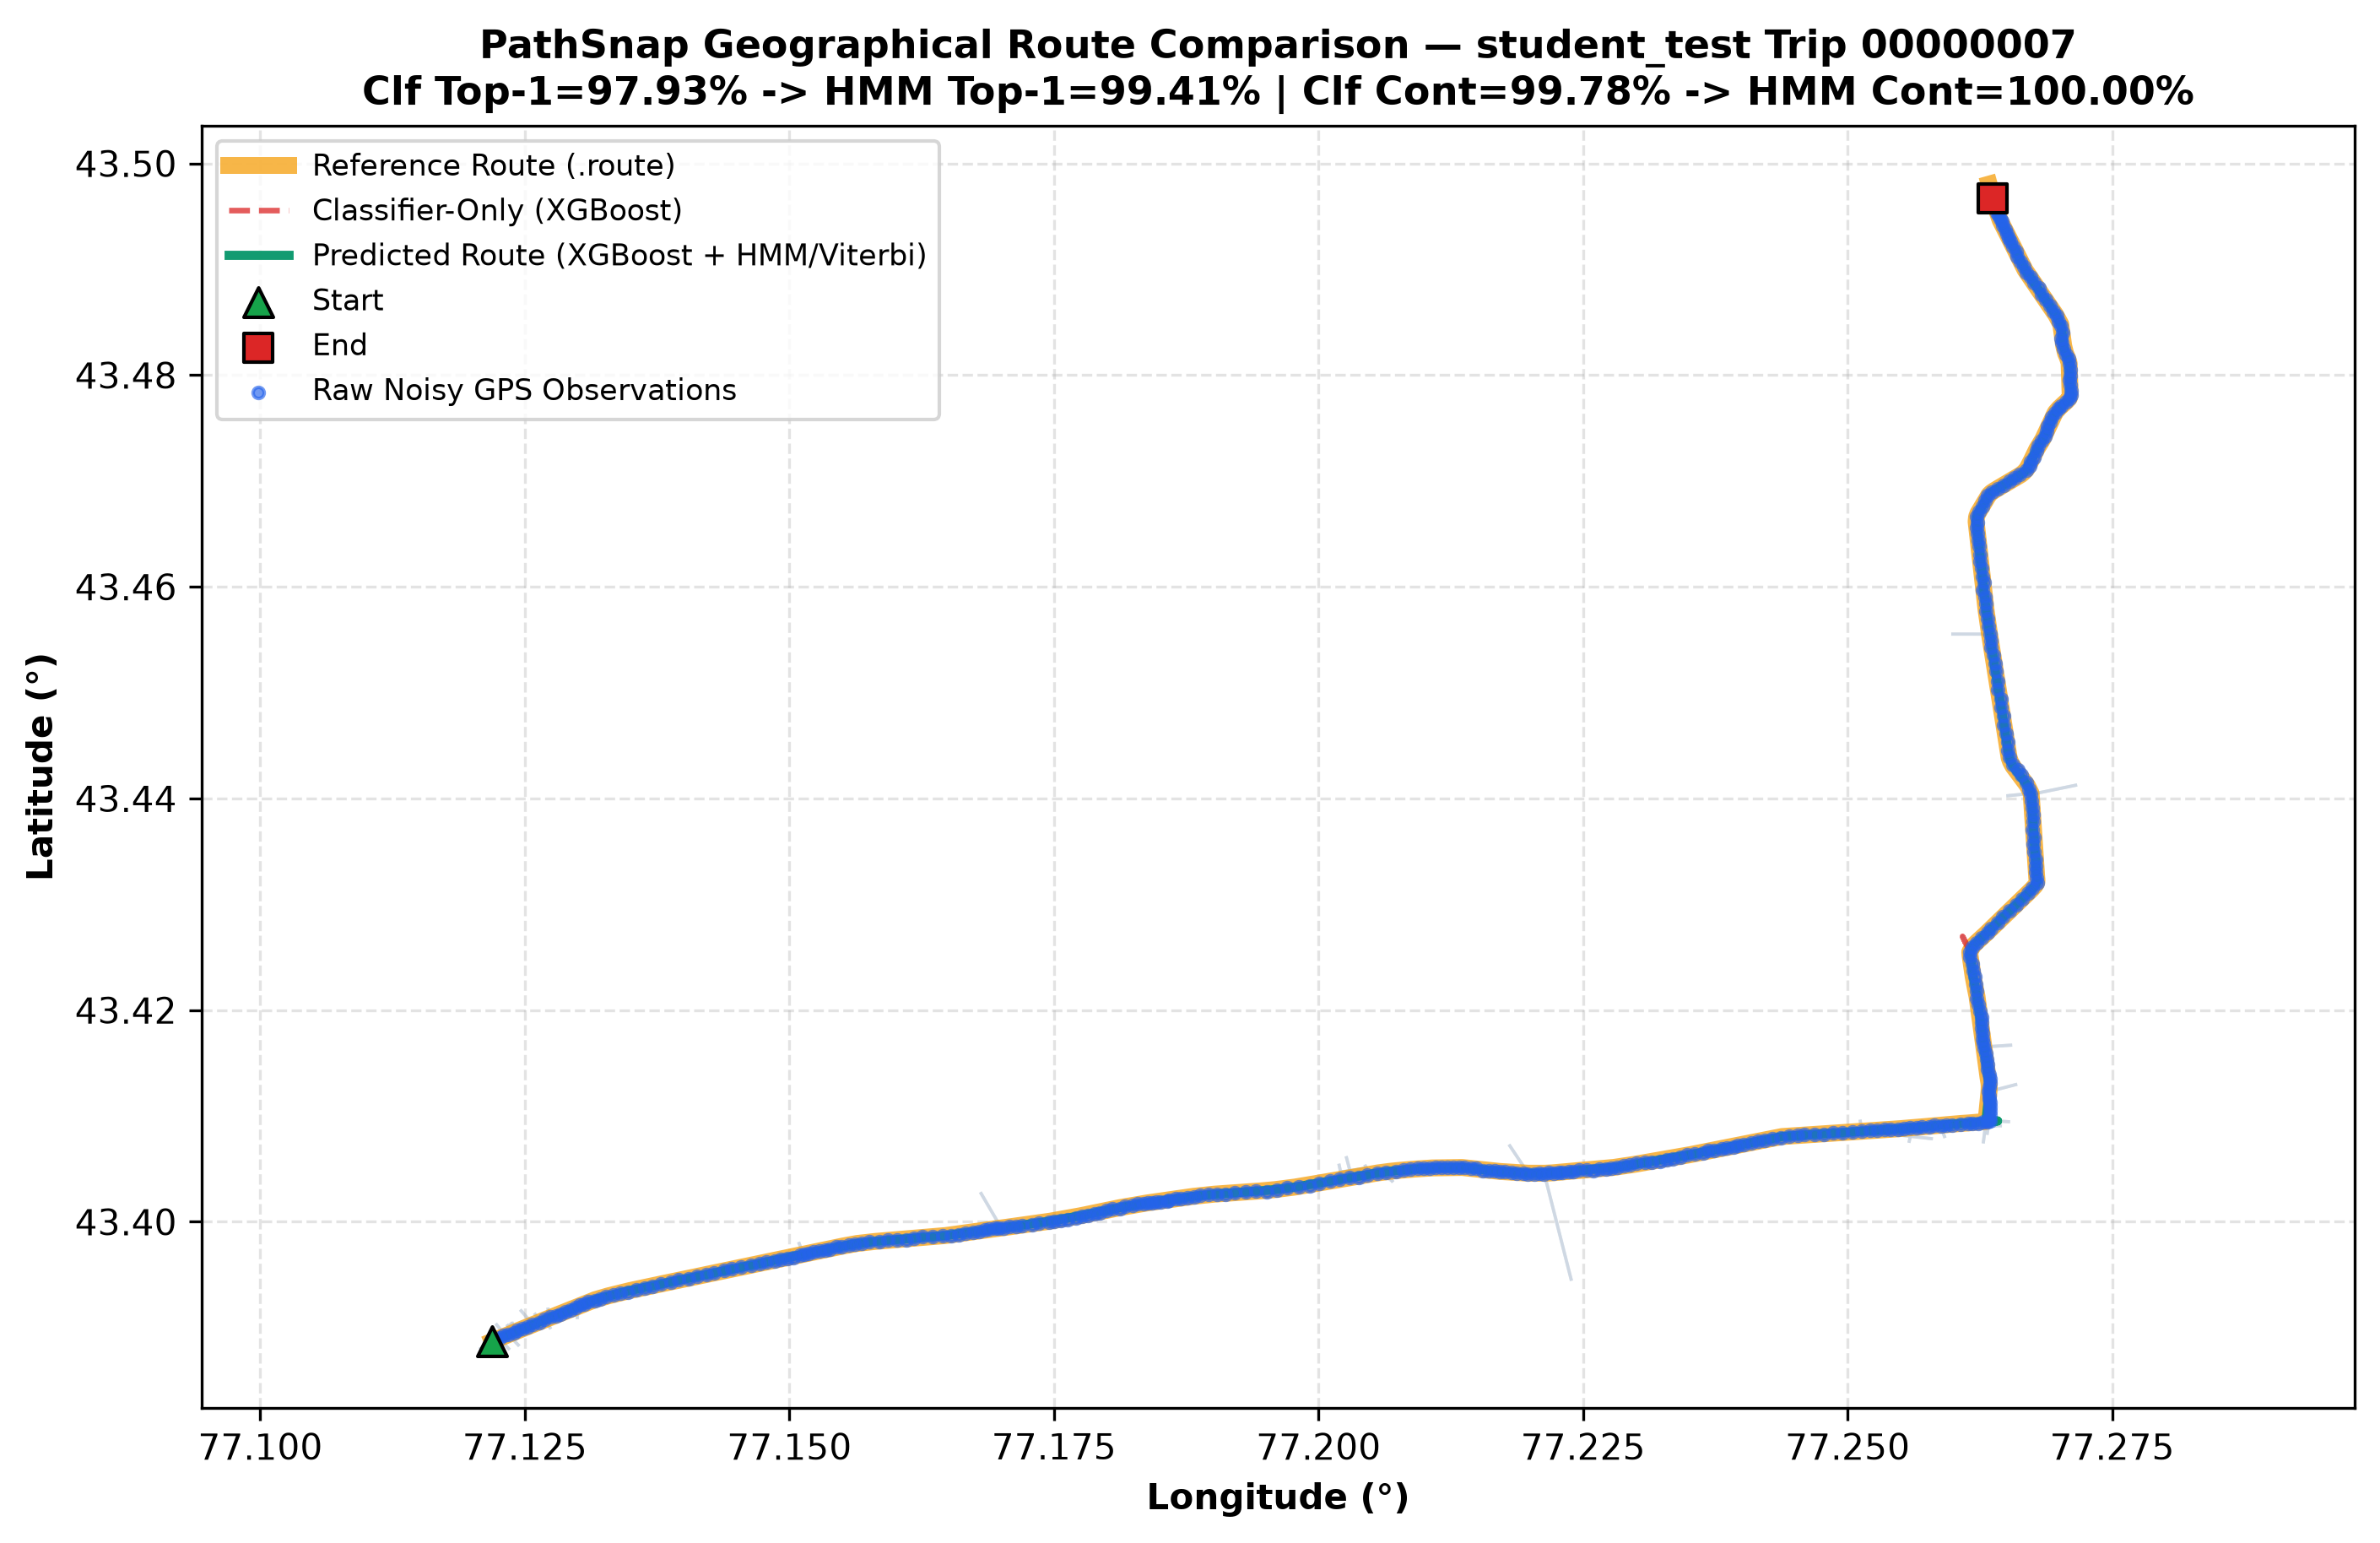 PathSnap Geographical Route Comparison — student_test Trip 00000007
Clf Top-1=97.93% -> HMM Top-1=99.41% | Clf Cont=99.78% -> HMM Cont=100.00%
Reference Route (.route)
Classifier-Only (XGBoost)
Predicted Route (XGBoost + HMM/Viterbi)
Start
End
Raw Noisy GPS Observations
43.50
43.48
43.46
43.44
43.42
43.40
Latitude (°)
77.100 77.125 77.150 77.175 77.200 77.225 77.250 77.275
Longitude (°)